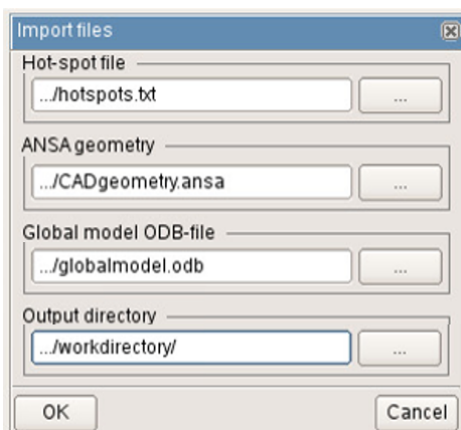 Import files
Hot-spot file
.../hotspots.txt
...
ANSA geometry
.../CADgeometry.ansa
...
Global model ODB-file
.../globalmodel.odb
...
Output directory
.../workdirectory/
...
OK
Cancel